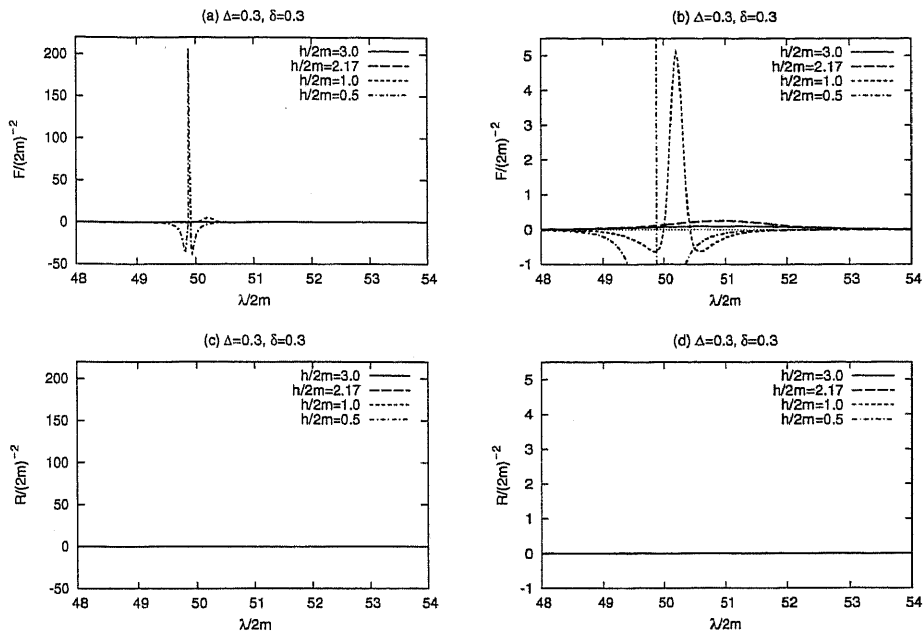 (a) Δ=0.3, δ=0.3
h/2m=3.0
h/2m=2.17
h/2m=1.0
h/2m=0.5
F/(2m)⁻²
200
150
100
50
0
-50
48 49 50 51 52 53 54
λ/2m
(b) Δ=0.3, δ=0.3
h/2m=3.0
h/2m=2.17
h/2m=1.0
h/2m=0.5
F/(2m)⁻²
5
4
3
2
1
0
-1
48 49 50 51 52 53 54
λ/2m
(c) Δ=0.3, δ=0.3
h/2m=3.0
h/2m=2.17
h/2m=1.0
h/2m=0.5
R/(2m)⁻²
200
150
100
50
0
-50
48 49 50 51 52 53 54
λ/2m
(d) Δ=0.3, δ=0.3
h/2m=3.0
h/2m=2.17
h/2m=1.0
h/2m=0.5
R/(2m)⁻²
5
4
3
2
1
0
-1
48 49 50 51 52 53 54
λ/2m